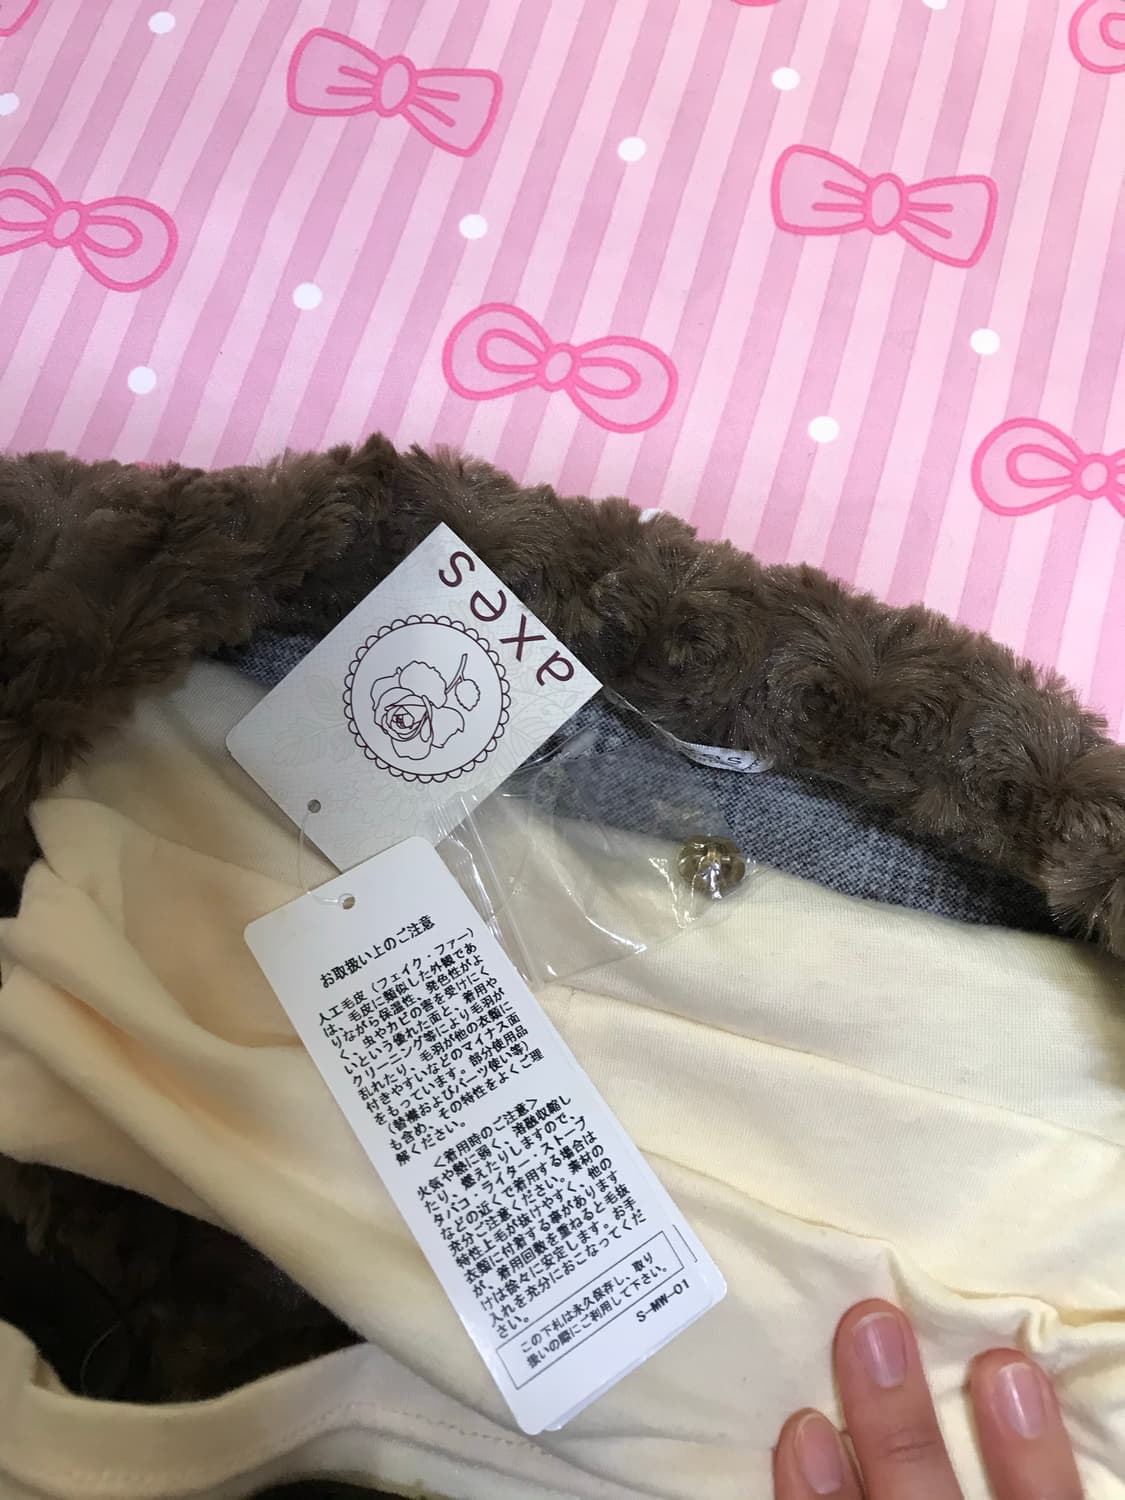 axes
お取扱い上のご注意
人工毛皮（フェイク・ファー）
は、毛皮に類似した外観であ
りながら保温性、発色性がよ
く、虫やカビの害を受けにく
いという優れた面と、着用や
クリーニング等により毛羽が
乱れたり、毛羽が他の衣類に
付きやすいなどのマイナス面
をもっています。部分使用品
（替襟およびパーツ使い等）
も含め、その特性をよくご理
解ください。
＜着用時のご注意＞
火気や熱に弱く、溶融収縮し
たり、燃えたりしますので、
タバコ・ライター・ストーブ
などの近くで着用する場合は
充分ご注意ください。素材の
特性上毛が抜けやすく、他の
衣類に付着する事があります
が、着用回数を重ねると毛抜
けは徐々に安定します。お手
入れを充分におこなってくだ
さい。
この下札は永久保存し、取り
扱いの際にご利用して下さい。
S-MW-01